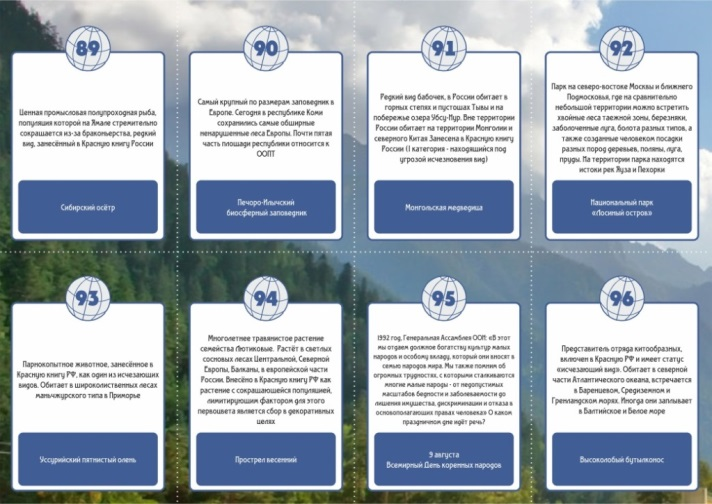 89
Ценная промысловая полупроходная рыба,
популяция которой на Ямале стремительно
сокращается из-за браконьерства, редкий
вид, занесённый в Красную книгу России
Сибирский осётр
90
Самый крупный по размерам заповедник в
Европе. Сегодня в республике Коми
сохранились самые обширные
ненарушенные леса Европы. Почти пятая
часть площади республики относится к
ООПТ
Печоро-Илычский
биосферный заповедник
91
Редкий вид бабочек, в России обитает в
горных степях и пустошах Тывы и на
побережье озера Убсу-Нур. Вне территории
России обитает на территории Монголии и
северного Китая Занесена в Красную книгу
России (1 категория - находящийся под
угрозой исчезновения вид)
Монгольская медведица
92
Парк на северо-востоке Москвы и ближнего
Подмосковья, где на сравнительно
небольшой территории можно встретить
хвойные леса таежной зоны, березняки,
заболоченные луга, болота разных типов, а
также созданные человеком посадки
разных пород деревьев, поляны, луга,
пруды. На территории парка находятся
истоки рек Яуза и Пехорки
Национальный парк
«Лосиный остров»
93
Парнокопытное животное, занесённое в
Красную книгу РФ, как один из исчезающих
видов. Обитает в широколиственных лесах
маньчжурского типа в Приморье
Уссурийский пятнистый олень
94
Многолетнее травянистое растение
семейства Лютиковые. Растёт в светлых
сосновых лесах Центральной, Северной
Европы, Балканы, в европейской части
России. Внесёно в Красную книгу РФ как
растение с сокращающейся популяцией,
лимитирующим фактором для этого
первоцвета является сбор в декоративных
целях
Прострел весенний
95
1992 год, Генеральная Ассамблея ООН: «В этот
мы отдаем должное богатству культур малых
народов и особому вкладу, который они вносят в
семью народов мира. Мы также помним об
огромных трудностях, с которыми сталкиваются
многие малые народы - от недопустимых
масштабов бедности и заболеваемости до
лишения имущества, дискриминации и отказа в
основополагающих правах человека» О каком
праздничном дне идёт речь?
9 августа
Всемирный День коренных народов
96
Представитель отряда китообразных,
включен в Красную РФ и имеет статус
«исчезающий вид». Обитает в северной
части Атлантического океана, встречается
в Баренцевом, Средиземном и
Гренландском морях. Иногда они заплывает
в Балтийское и Белое море
Высоколобый бутылконос